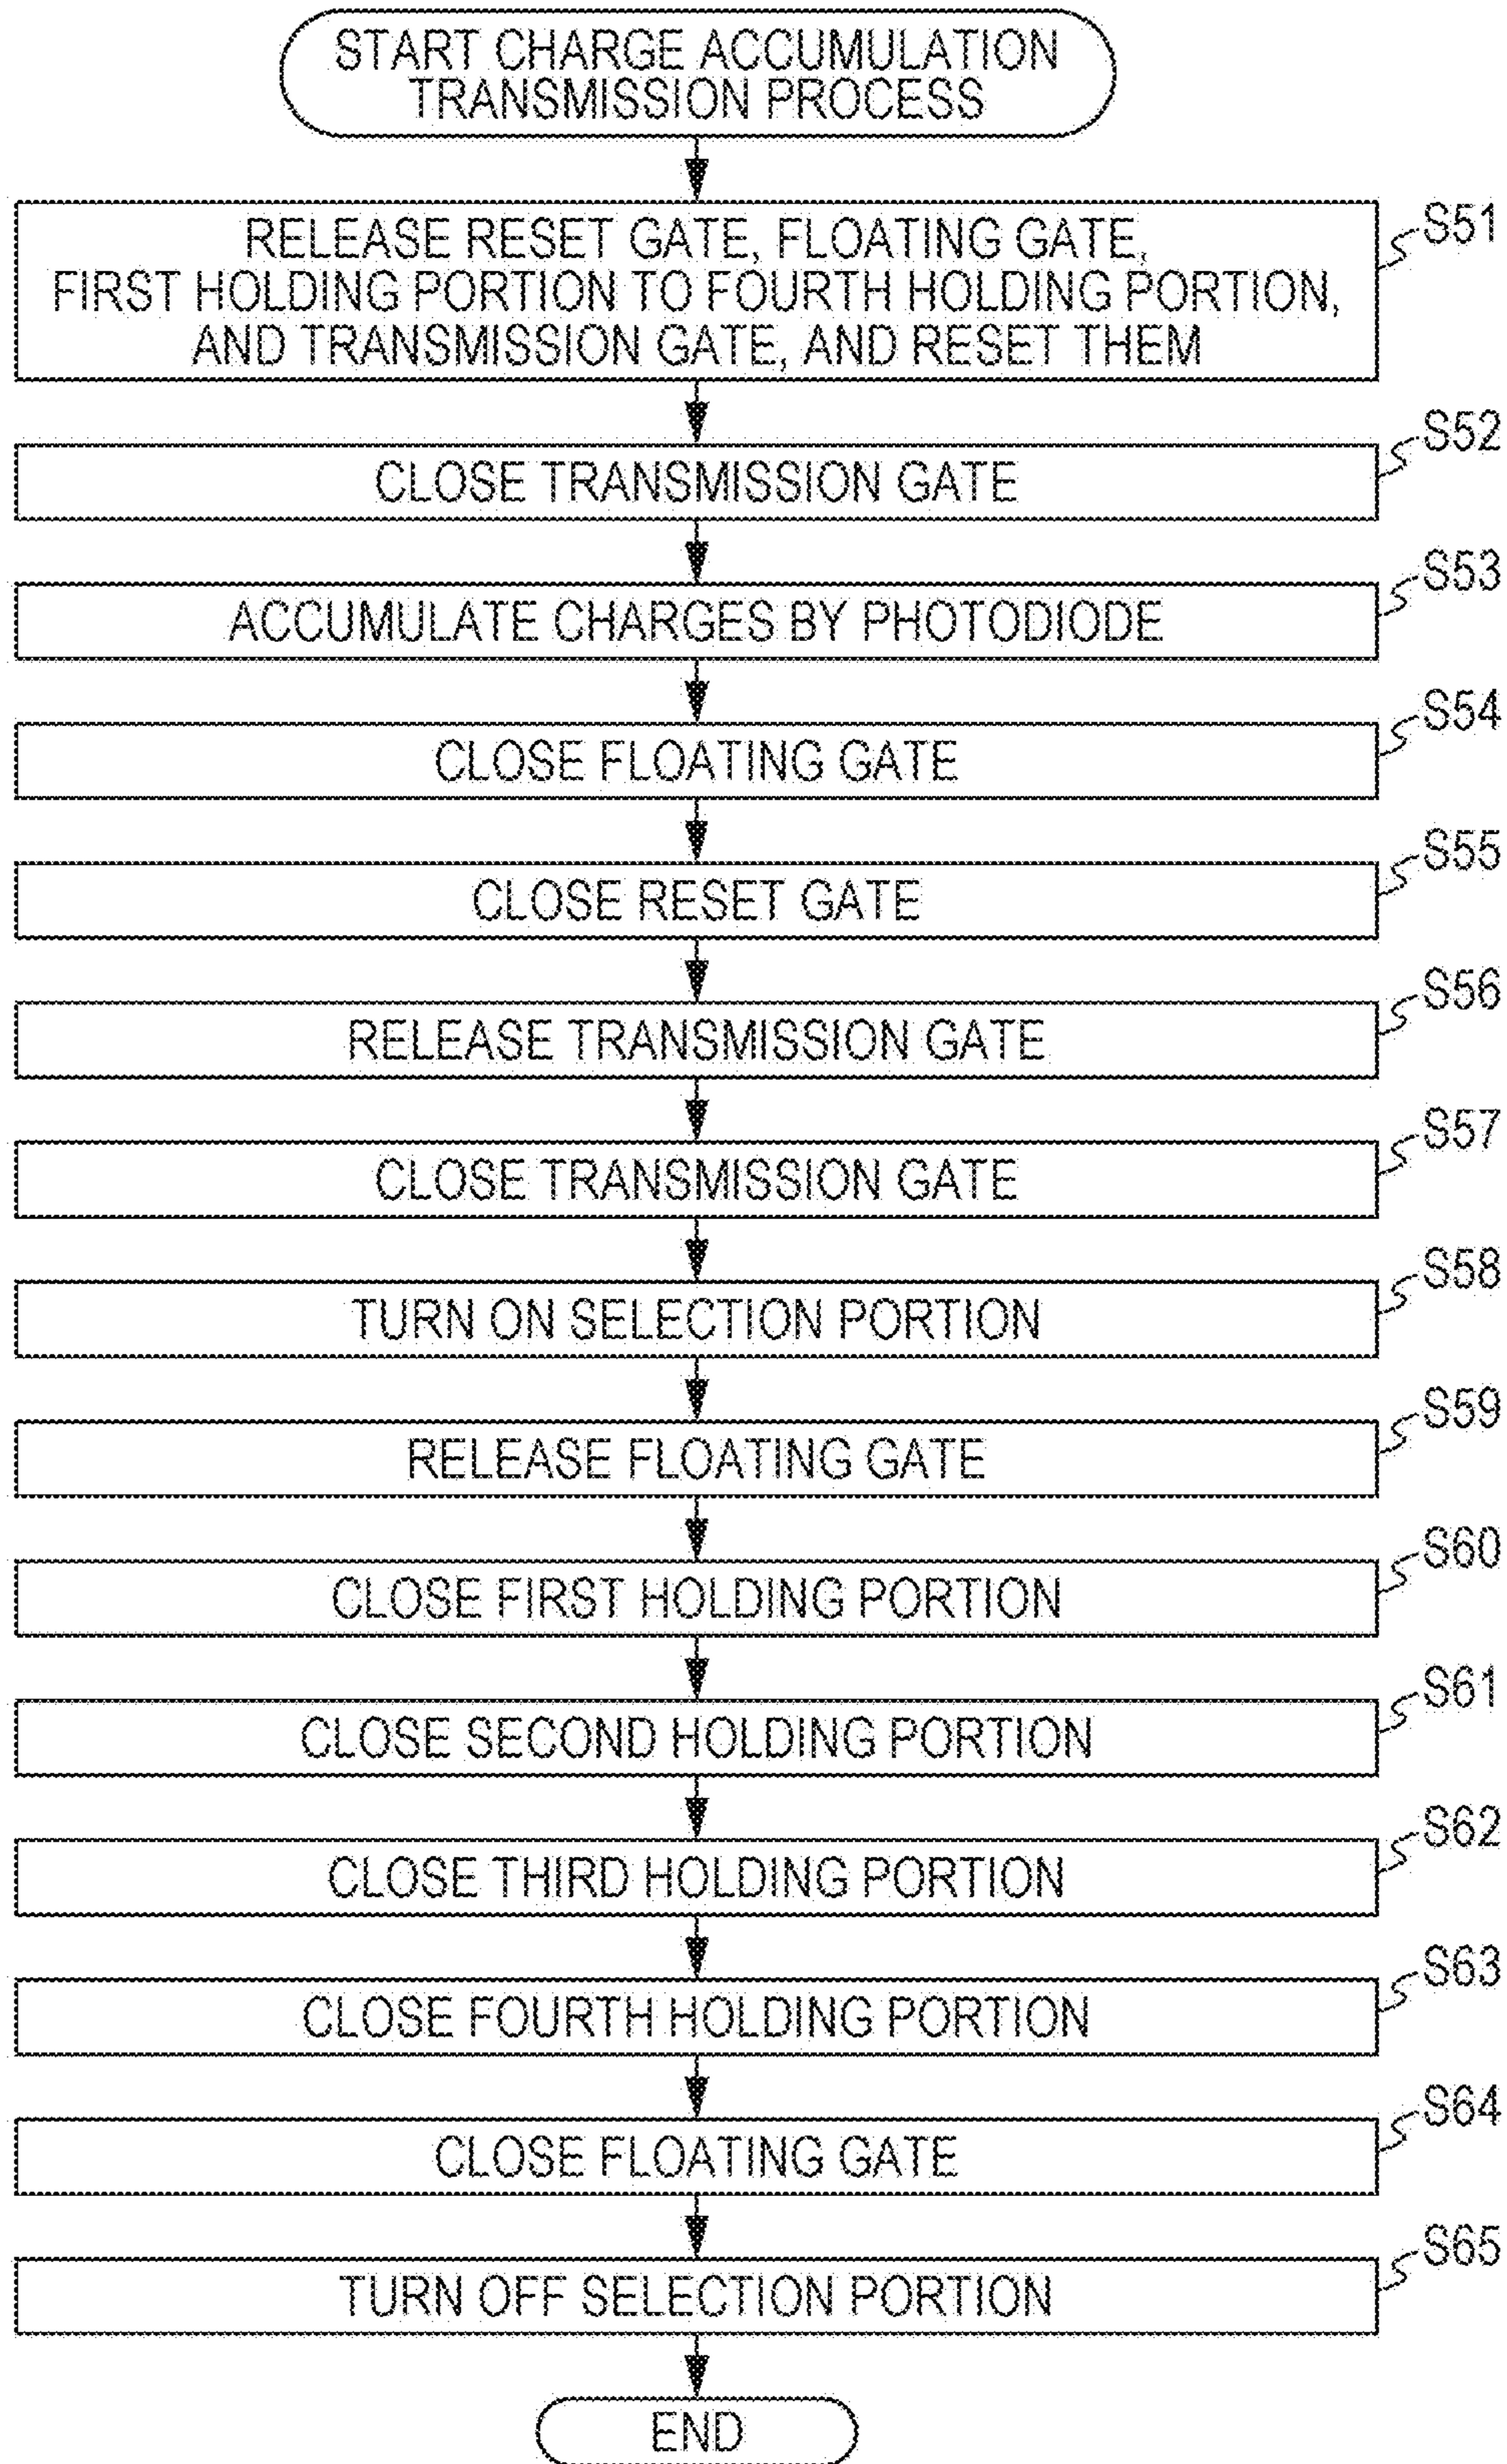 START CHARGE ACCUMULATION
TRANSMISSION PROCESS
RELEASE RESET GATE, FLOATING GATE,
FIRST HOLDING PORTION TO FOURTH HOLDING PORTION,
AND TRANSMISSION GATE, AND RESET THEM
S51
CLOSE TRANSMISSION GATE
S52
ACCUMULATE CHARGES BY PHOTODIODE
S53
CLOSE FLOATING GATE
S54
CLOSE RESET GATE
S55
RELEASE TRANSMISSION GATE
S56
CLOSE TRANSMISSION GATE
S57
TURN ON SELECTION PORTION
S58
RELEASE FLOATING GATE
S59
CLOSE FIRST HOLDING PORTION
S60
CLOSE SECOND HOLDING PORTION
S61
CLOSE THIRD HOLDING PORTION
S62
CLOSE FOURTH HOLDING PORTION
S63
CLOSE FLOATING GATE
S64
TURN OFF SELECTION PORTION
S65
END